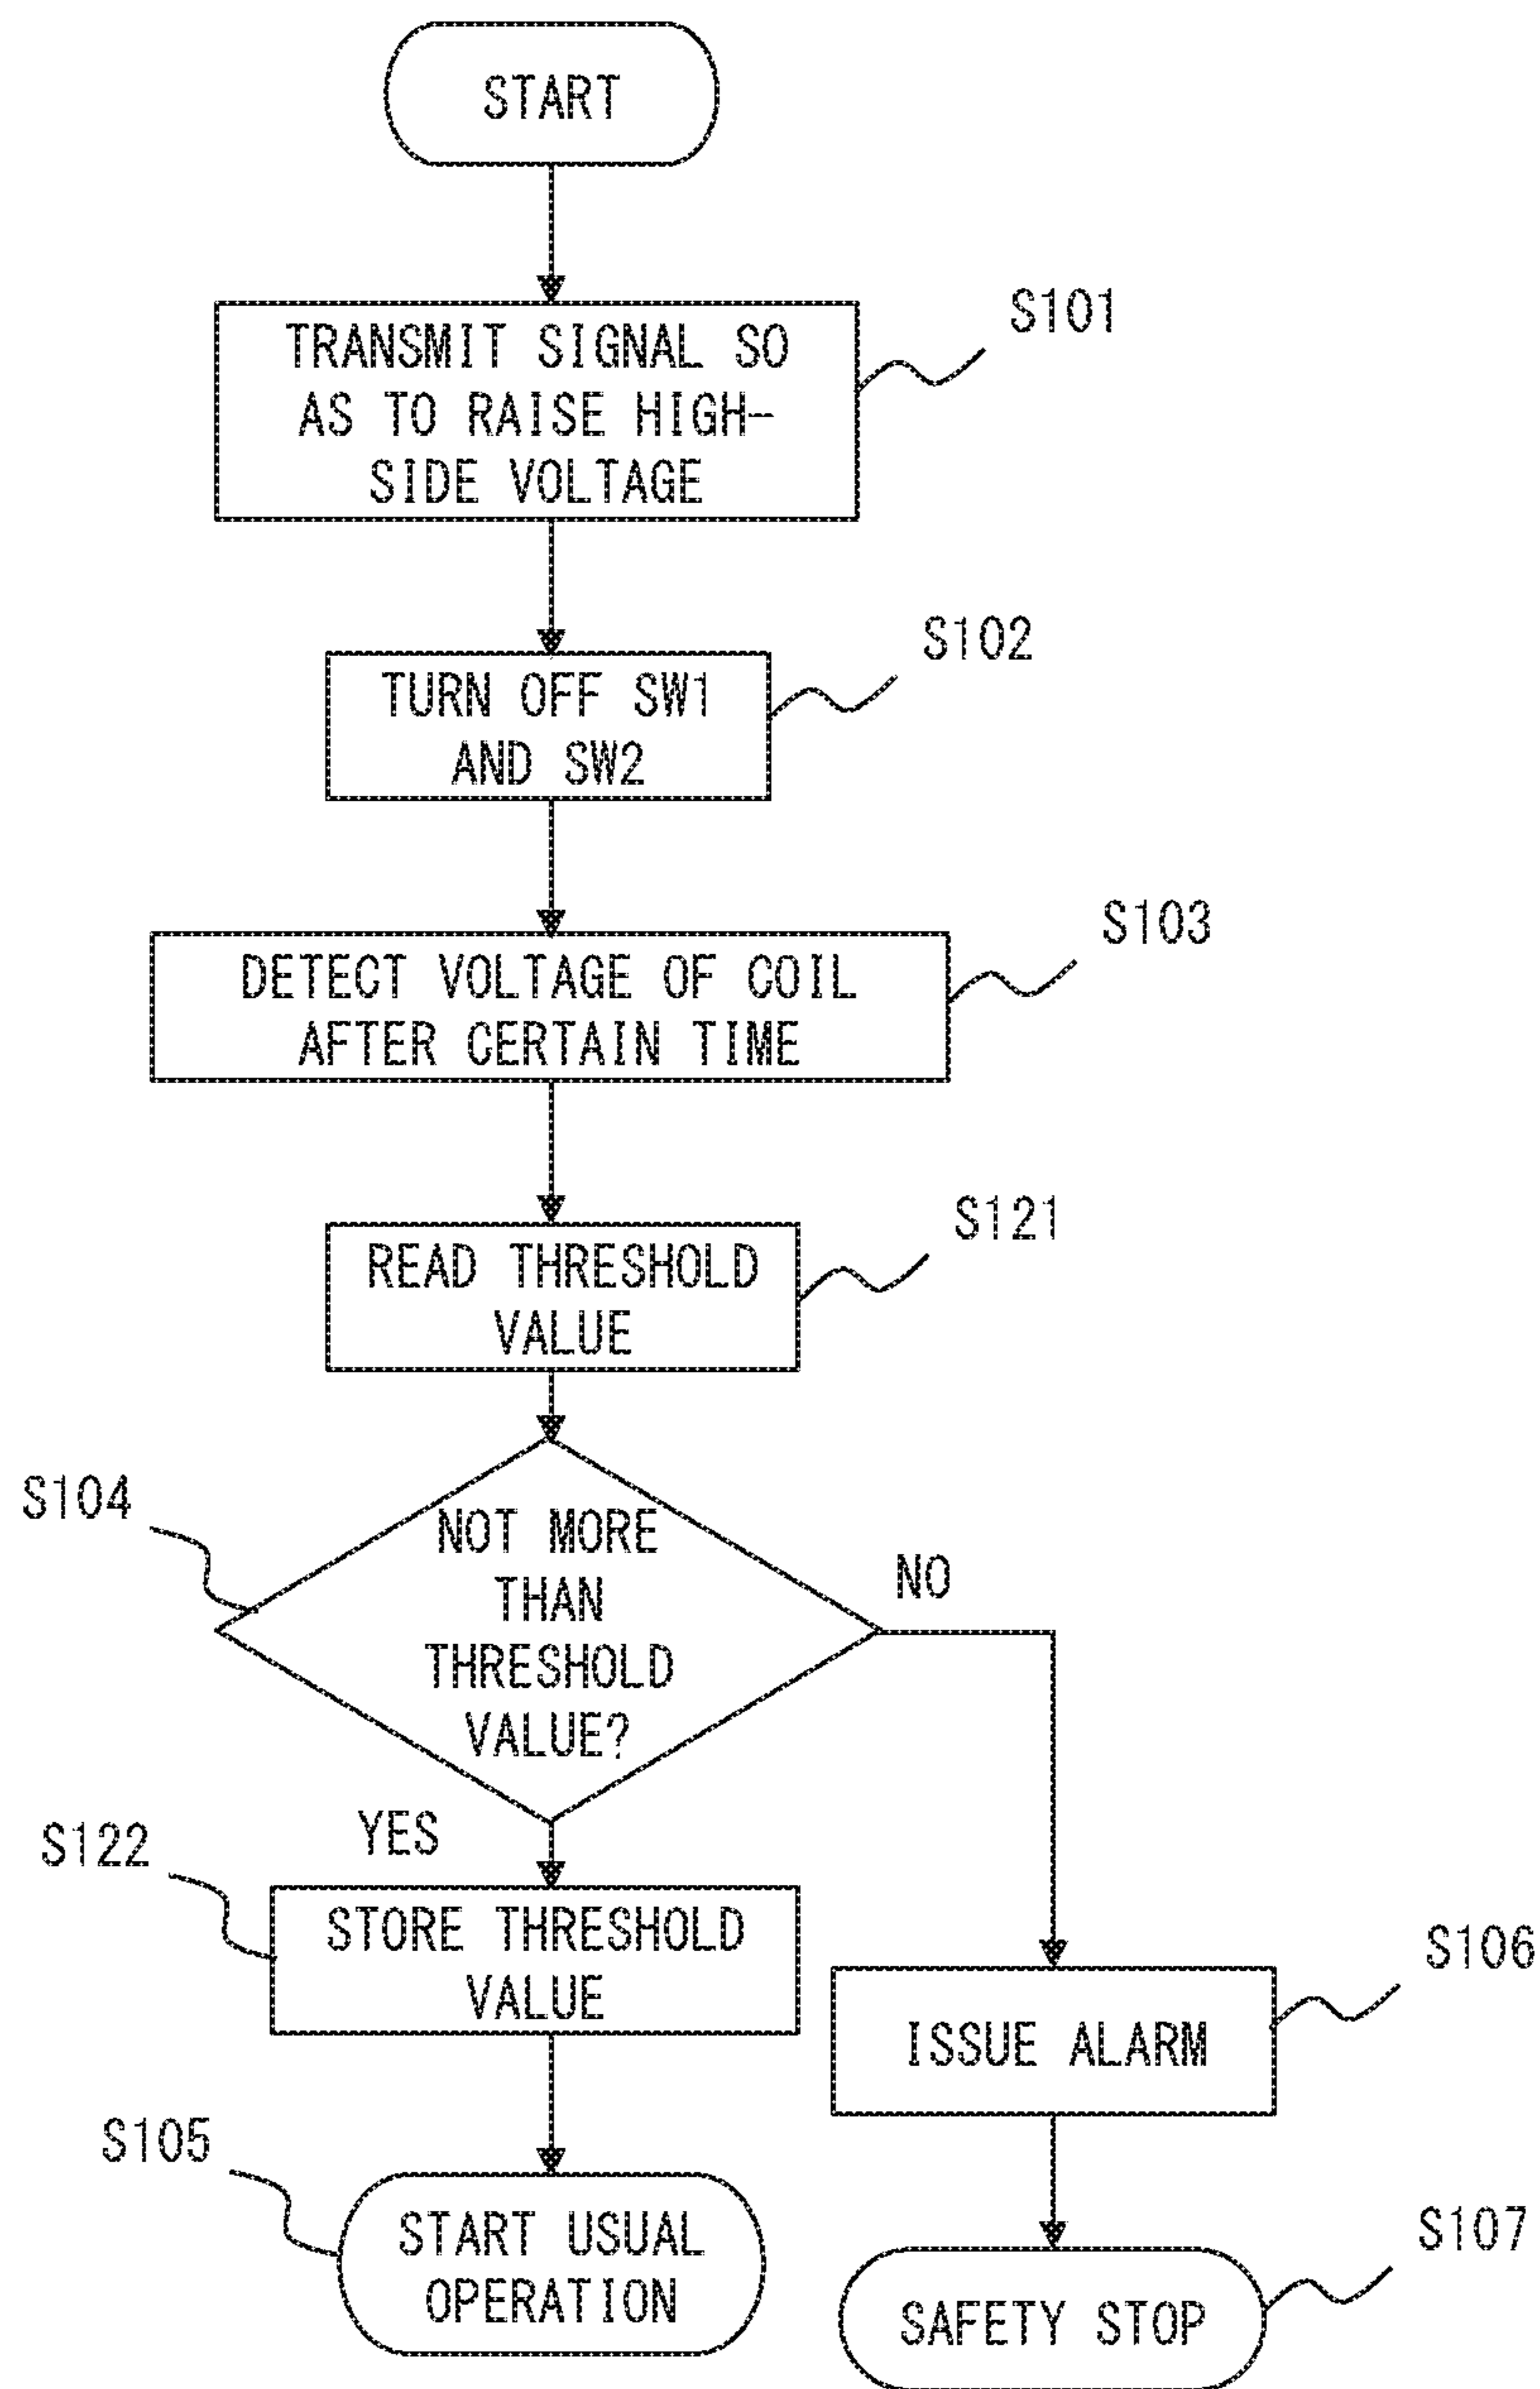 START
S101
TRANSMIT SIGNAL SO
AS TO RAISE HIGH-
SIDE VOLTAGE
S102
TURN OFF SW1
AND SW2
S103
DETECT VOLTAGE OF COIL
AFTER CERTAIN TIME
S121
READ THRESHOLD
VALUE
S104
NOT MORE
THAN
THRESHOLD
VALUE?
NO
YES
S122
STORE THRESHOLD
VALUE
S106
ISSUE ALARM
S105
START USUAL
OPERATION
S107
SAFETY STOP